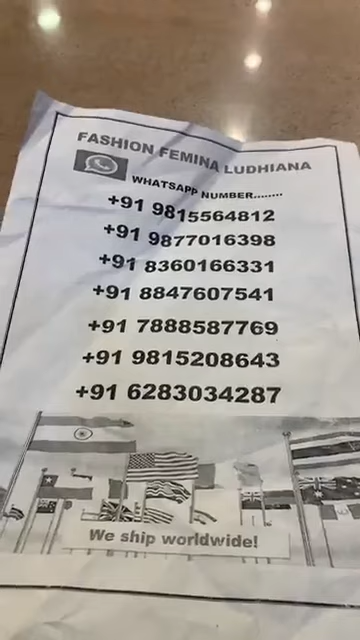 FASHION FEMINA LUDHIANA
WHATSAPP NUMBER........
+91 9815564812
+91 9877016398
+91 8360166331
+91 8847607541
+91 7888587769
+91 9815208643
+91 6283034287
We ship worldwide!